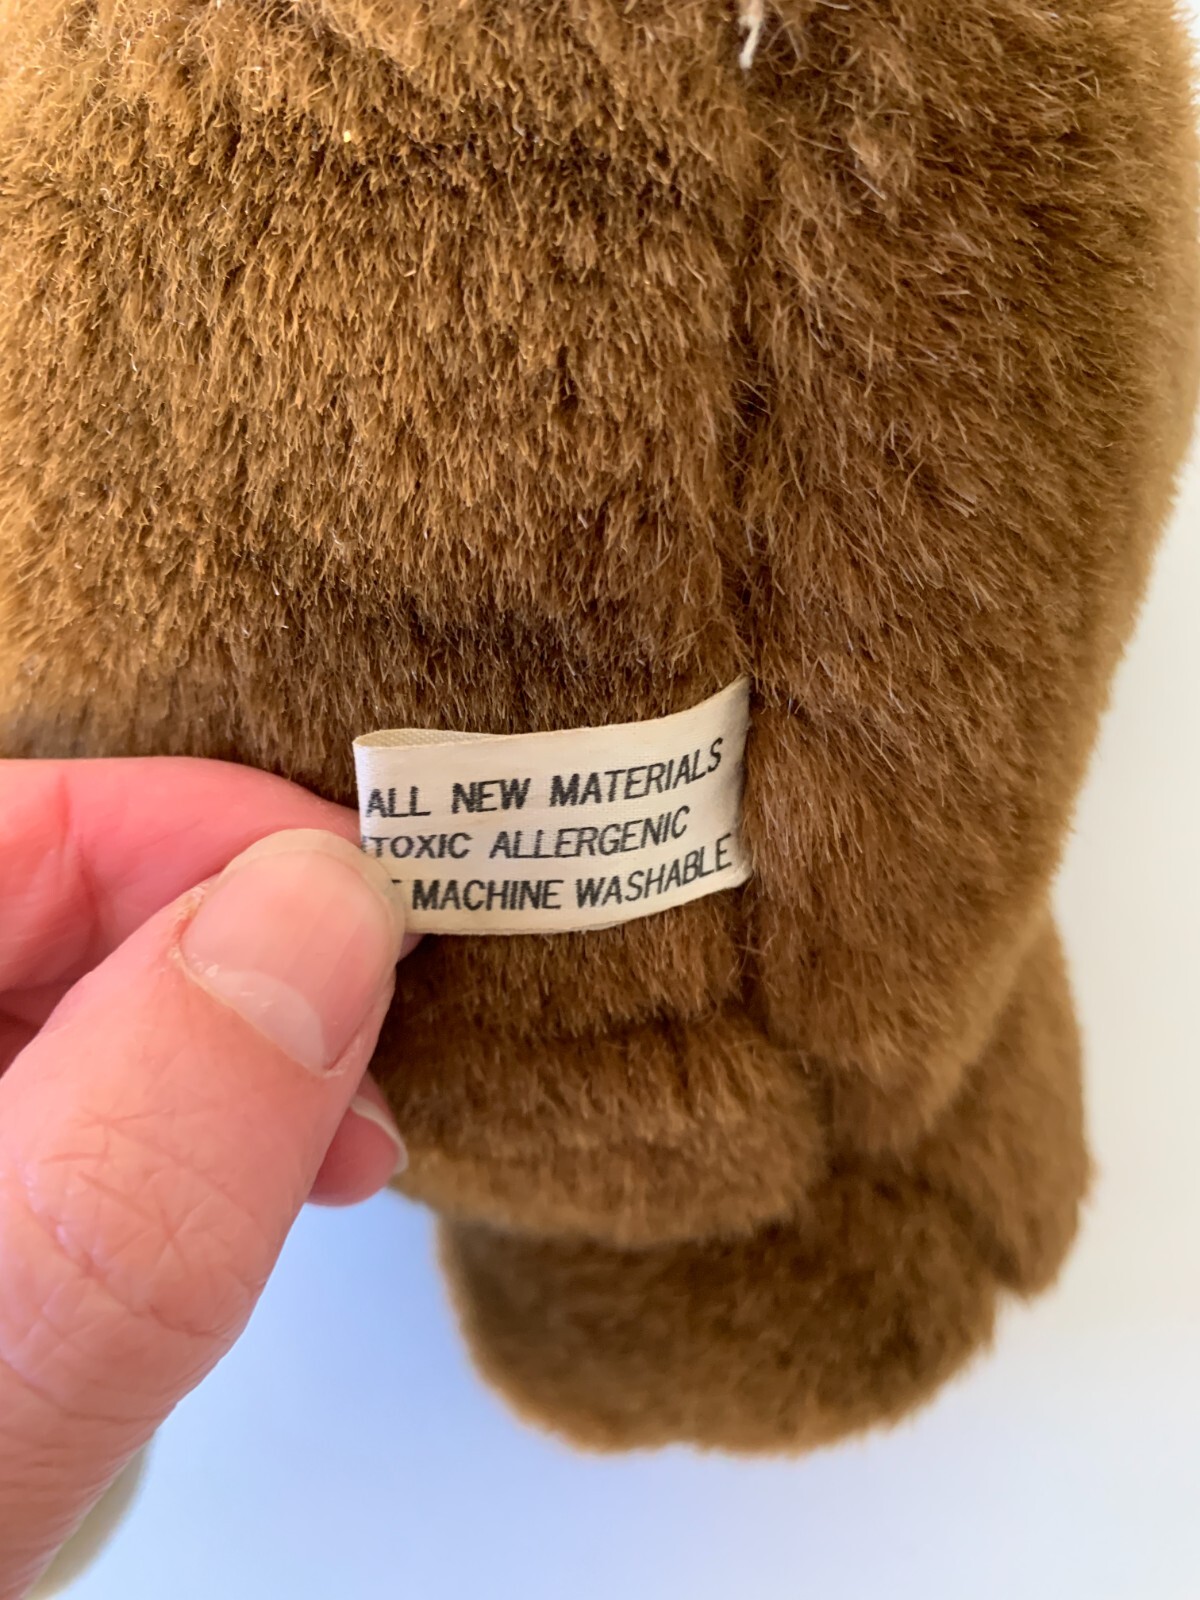 ALL NEW MATERIALS
TOXIC ALLERGENIC
MACHINE WASHABLE